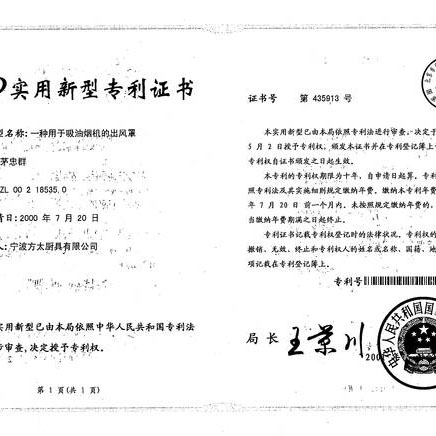 实用新型专利证书
型名称:一种用于吸油烟机的出风罩
茅忠群
ZL 00 2 18535.0
请日:2000 年 7 月 20 日
人:宁波方太厨具有限公司
实用新型已由本局依照中华人民共和国专利法
审查,决定授予专利权。
第 1 页(共 1 页)
证书号 第 435913 号
本实用新型已由本局依照专利法进行审查,决定于
5 月 2 日授予专利权,颁发本证书并在专利登记簿上
专利权自证书颁发之日起生效。
本专利的专利权期限为十年,自申请日起算。专利
照专利法及其实施细则规定缴纳年费。缴纳本专利年费
年 7 月 20 日 前一个月内。未按照规定缴纳年费的,
当缴纳年费期满之日起终止。
专利证书记载专利权登记时的法律状况。专利权的
撤销、无效、终止和专利权人的姓名或名称、国籍、地
项记载在专利登记簿上。
专利号
局长 王景川
200
中华人民共和国国